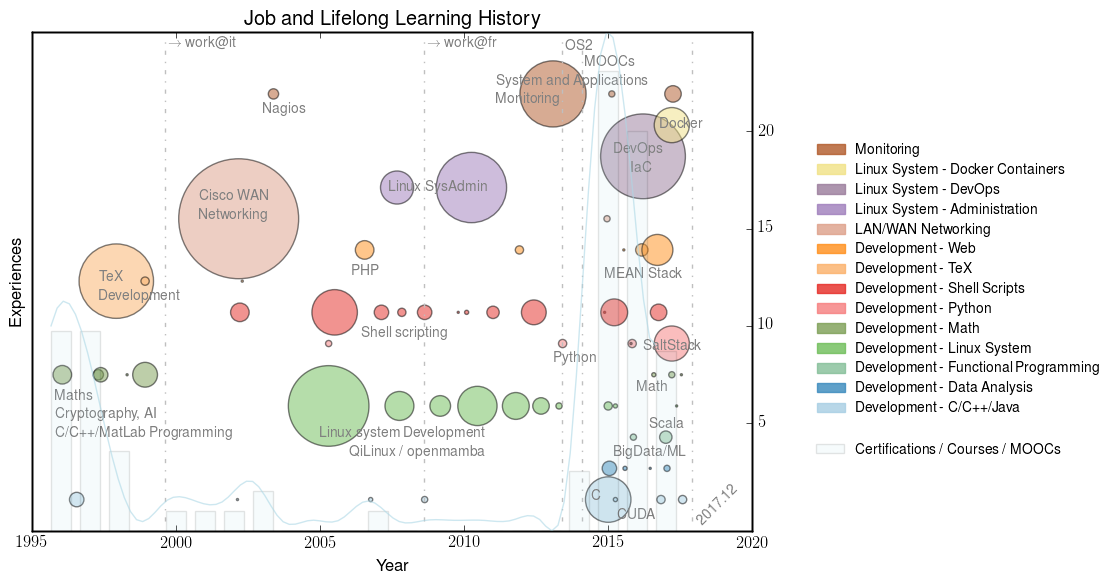 Job and Lifelong Learning History
→ work@it
→ work@fr
OS2
MOOCs
System and Applications
Monitoring
Nagios
Docker
20
DevOps
IaC
Cisco WAN
Networking
Linux SysAdmin
15
TeX
Development
PHP
MEAN Stack
Shell scripting
10
Python
SaltStack
Maths
Cryptography, AI
C/C++/MatLab Programming
Math
Linux system Development
QiLinux / openmamba
Scala
5
BigData/ML
C
CUDA
2017.12
Experiences
1995
2000
2005
2010
2015
2020
Year
Monitoring
Linux System - Docker Containers
Linux System - DevOps
Linux System - Administration
LAN/WAN Networking
Development - Web
Development - TeX
Development - Shell Scripts
Development - Python
Development - Math
Development - Linux System
Development - Functional Programming
Development - Data Analysis
Development - C/C++/Java
Certifications / Courses / MOOCs